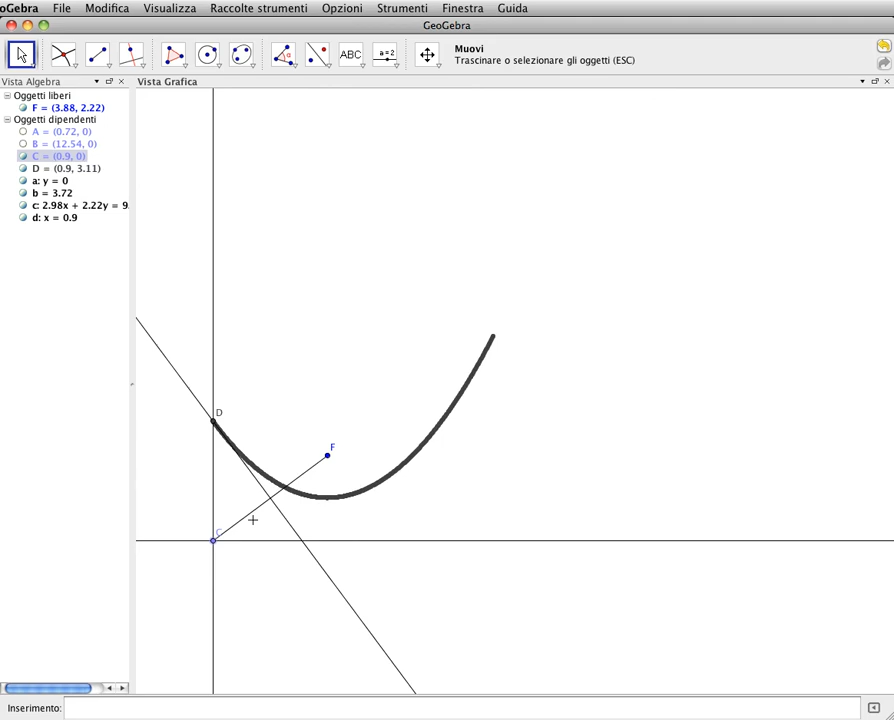 oGebra File Modifica Visualizza Raccolte strumenti Opzioni Strumenti Finestra Guida
GeoGebra
ABC
a=2
α
Muovi
Trascinare o selezionare gli oggetti (ESC)
Vista Algebra
Vista Grafica
Oggetti liberi
F = (3.88, 2.22)
Oggetti dipendenti
A = (0.72, 0)
B = (12.54, 0)
C = (0.9, 0)
D = (0.9, 3.11)
a: y = 0
b = 3.72
c: 2.98x + 2.22y = 9.
d: x = 0.9
D
F
C
Inserimento: